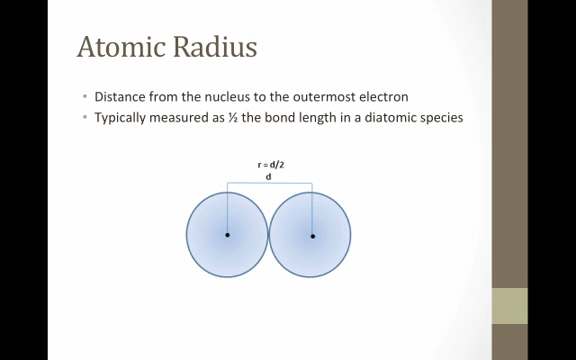 Atomic Radius
• Distance from the nucleus to the outermost electron
• Typically measured as ½ the bond length in a diatomic species
r = d/2
d